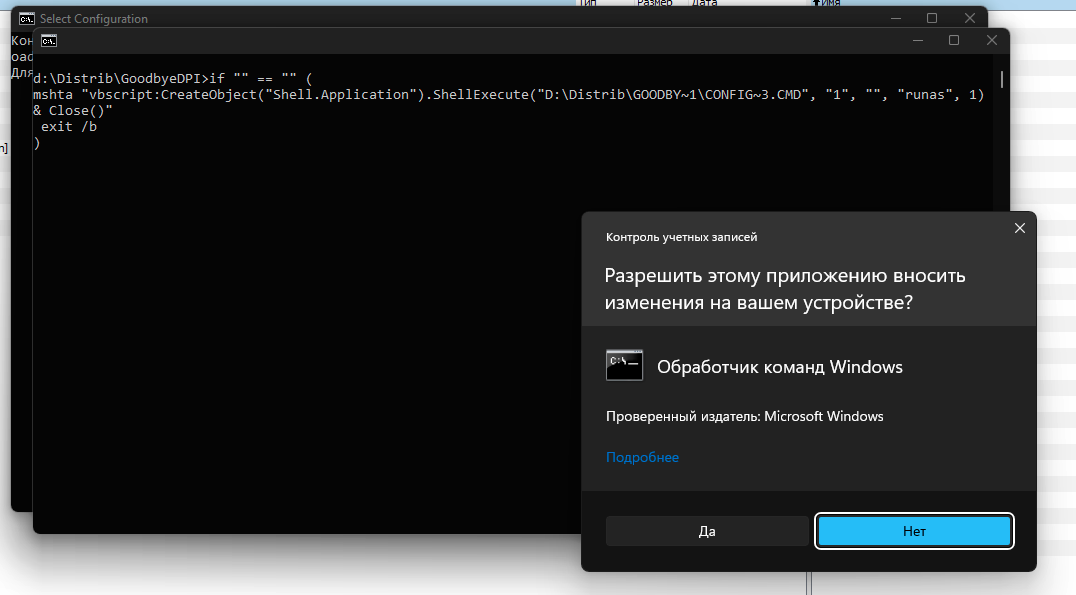 Тип Размер Дата Имя
Select Configuration
Кон
oad
Для
d:\Distrib\GoodbyeDPI>if "" == "" (
mshta "vbscript:CreateObject("Shell.Application").ShellExecute("D:\Distrib\GOODBY~1\CONFIG~3.CMD", "1", "", "runas", 1)
& Close()"
exit /b
)
n]
Контроль учетных записей
Разрешить этому приложению вносить
изменения на вашем устройстве?
Обработчик команд Windows
Проверенный издатель: Microsoft Windows
Подробнее
Да
Нет